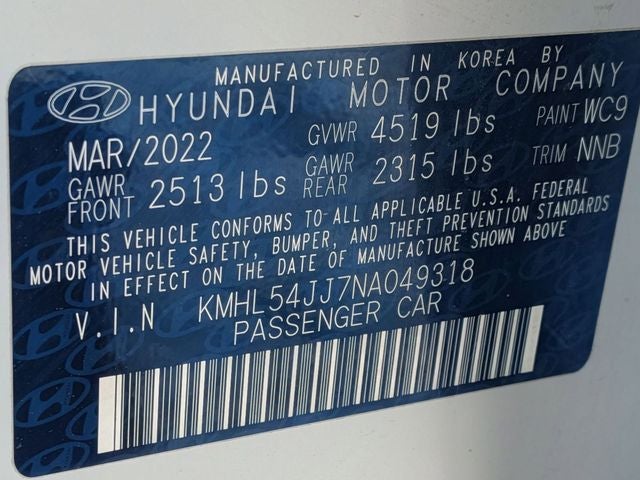 MANUFACTURED IN KOREA BY
HYUNDAI MOTOR COMPANY
MAR/2022 GVWR 4519 lbs PAINT WC9
GAWR FRONT 2513 lbs GAWR REAR 2315 lbs TRIM NNB
THIS VEHICLE CONFORMS TO ALL APPLICABLE U.S.A. FEDERAL
MOTOR VEHICLE SAFETY, BUMPER, AND THEFT PREVENTION STANDARDS
IN EFFECT ON THE DATE OF MANUFACTURE SHOWN ABOVE
V.I.N KMHL54JJ7NA049318
PASSENGER CAR